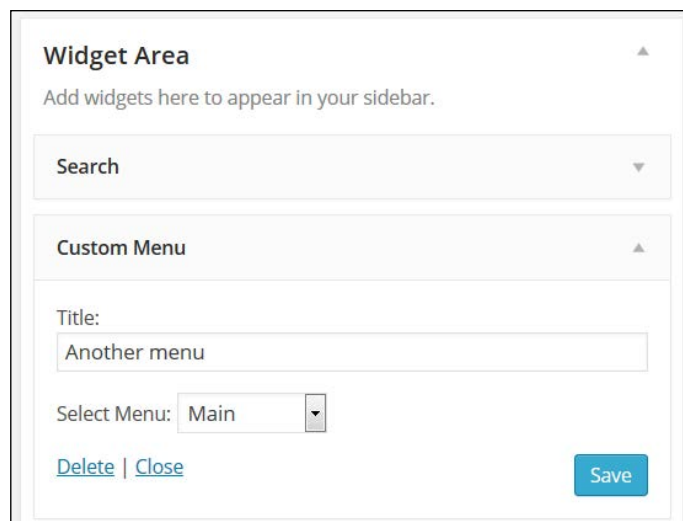 Widget Area
Add widgets here to appear in your sidebar.
Search
Custom Menu
Title:
Another menu
Select Menu: Main
Delete | Close
Save